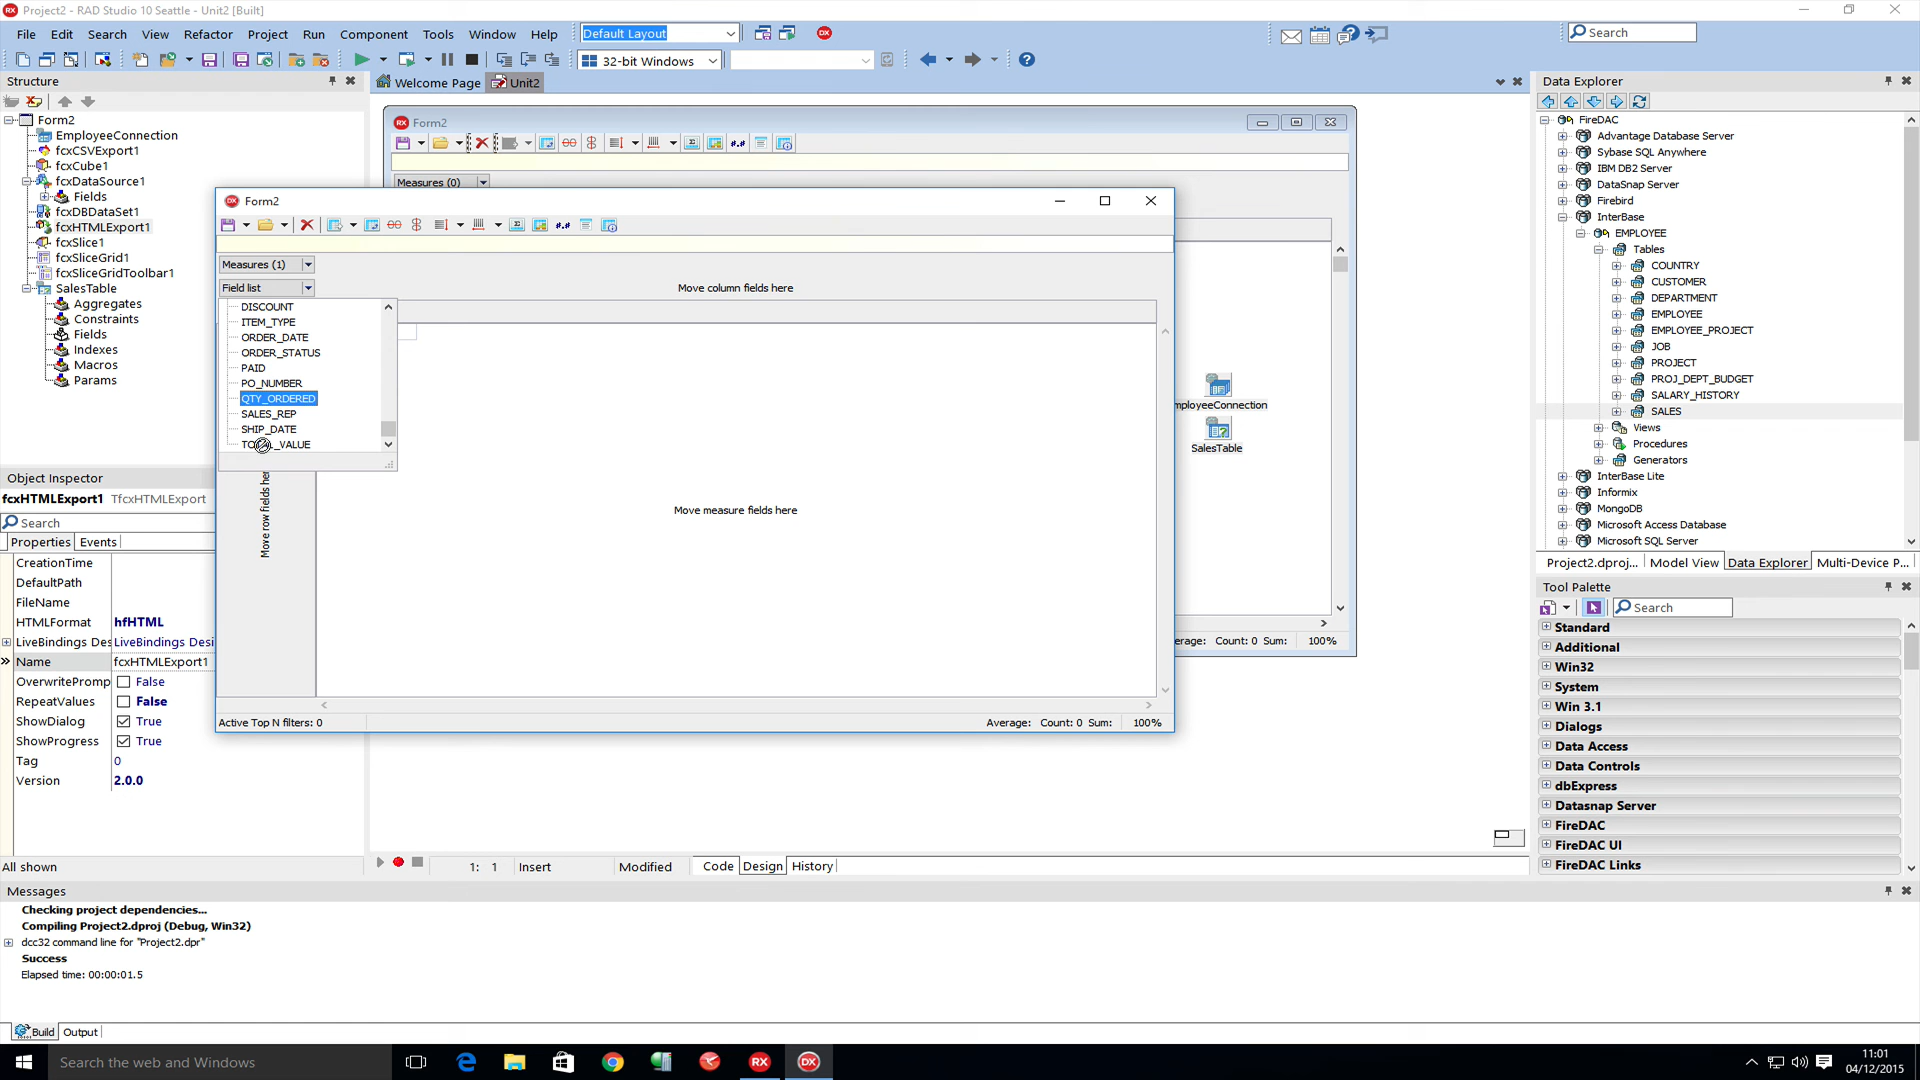 Project2 - RAD Studio 10 Seattle - Unit2 [Built]
File Edit Search View Refactor Project Run Component Tools Window Help
Default Layout
Search
32-bit Windows
Structure
Welcome Page
Unit2
Form2
EmployeeConnection
fcxCSVExport1
fcxCube1
fcxDataSource1
Fields
fcxDBDataSet1
fcxHTMLExport1
fcxSlice1
fcxSliceGrid1
fcxSliceGridToolbar1
SalesTable
Aggregates
Constraints
Fields
Indexes
Macros
Params
Object Inspector
fcxHTMLExport1 TfcxHTMLExport
Search
Properties Events
CreationTime
DefaultPath
FileName
HTMLFormat hfHTML
LiveBindings Des LiveBindings Desi
Name fcxHTMLExport1
OverwritePromp False
RepeatValues False
ShowDialog True
ShowProgress True
Tag 0
Version 2.0.0
All shown
Form2
Measures (0)
EmployeeConnection
SalesTable
erage: Count: 0 Sum: 100%
Form2
Measures (1)
Field list
Move column fields here
DISCOUNT
ITEM_TYPE
ORDER_DATE
ORDER_STATUS
PAID
PO_NUMBER
QTY_ORDERED
SALES_REP
SHIP_DATE
Move row fields here
Move measure fields here
Active Top N filters: 0
Average: Count: 0 Sum: 100%
1: 1 Insert Modified Code Design History
Data Explorer
FireDAC
Advantage Database Server
Sybase SQL Anywhere
IBM DB2 Server
DataSnap Server
Firebird
InterBase
EMPLOYEE
Tables
COUNTRY
CUSTOMER
DEPARTMENT
EMPLOYEE
EMPLOYEE_PROJECT
JOB
PROJECT
PROJ_DEPT_BUDGET
SALARY_HISTORY
SALES
Views
Procedures
Generators
InterBase Lite
Informix
MongoDB
Microsoft Access Database
Microsoft SQL Server
Project2.dproj... Model View Data Explorer Multi-Device P...
Tool Palette
Search
Standard
Additional
Win32
System
Win 3.1
Dialogs
Data Access
Data Controls
dbExpress
Datasnap Server
FireDAC
FireDAC UI
FireDAC Links
Messages
Checking project dependencies...
Compiling Project2.dproj (Debug, Win32)
dcc32 command line for "Project2.dpr"
Success
Elapsed time: 00:00:01.5
Build Output
Search the web and Windows
11:01
04/12/2015